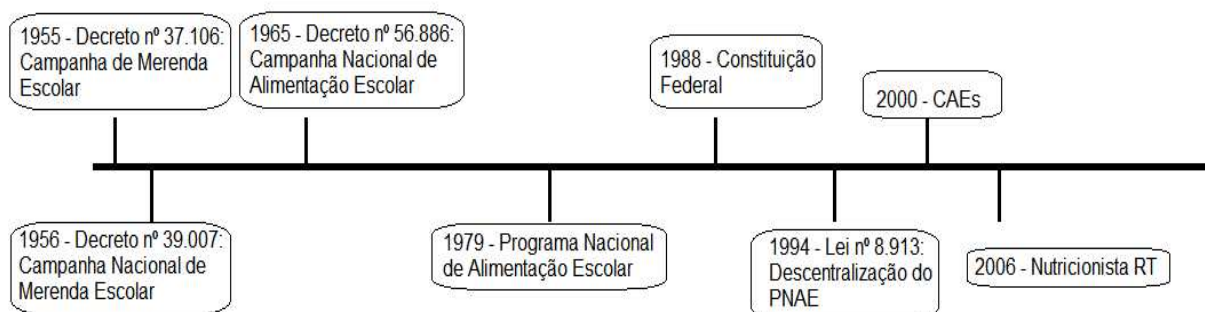 1955 - Decreto nº 37.106:
Campanha de Merenda
Escolar
1956 - Decreto nº 39.007:
Campanha Nacional de
Merenda Escolar
1965 - Decreto nº 56.886:
Campanha Nacional de
Alimentação Escolar
1979 - Programa Nacional
de Alimentação Escolar
1988 - Constituição
Federal
1994 - Lei nº 8.913:
Descentralização do
PNAE
2000 - CAEs
2006 - Nutricionista RT